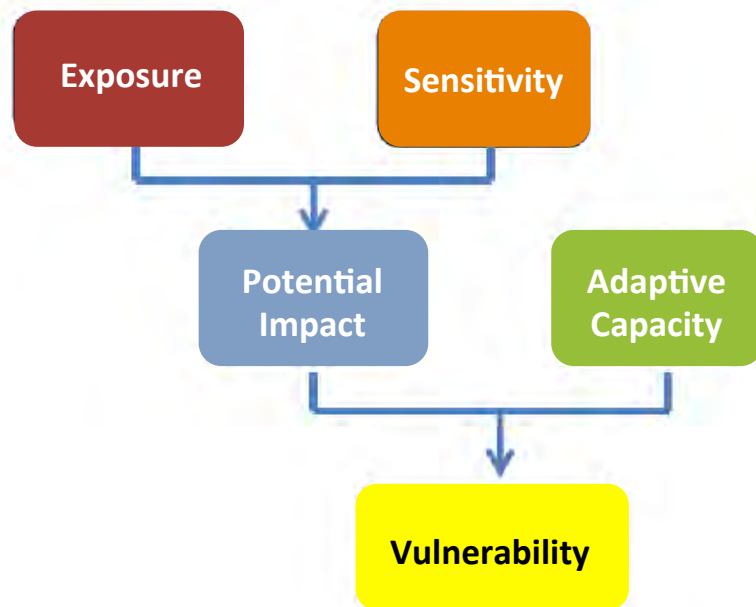 Exposure
Sensitivity
Potential
Impact
Adaptive
Capacity
Vulnerability